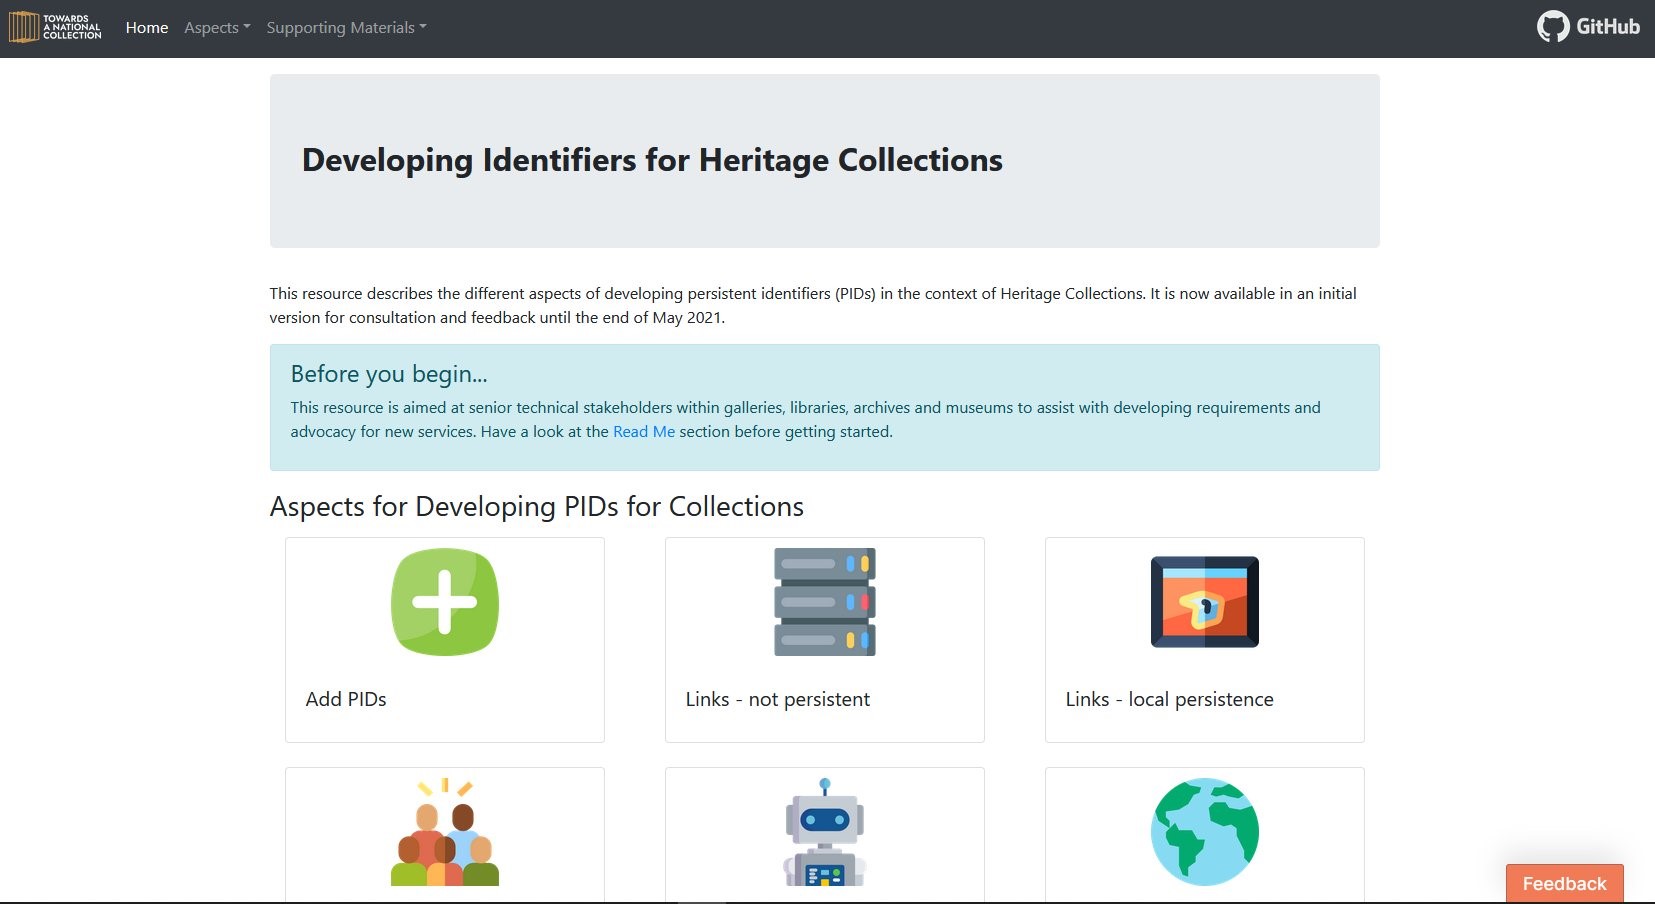 TOWARDS
A NATIONAL
COLLECTION
Home Aspects Supporting Materials
GitHub
Developing Identifiers for Heritage Collections
This resource describes the different aspects of developing persistent identifiers (PIDs) in the context of Heritage Collections. It is now available in an initial
version for consultation and feedback until the end of May 2021.
Before you begin...
This resource is aimed at senior technical stakeholders within galleries, libraries, archives and museums to assist with developing requirements and
advocacy for new services. Have a look at the Read Me section before getting started.
Aspects for Developing PIDs for Collections
Add PIDs
Links - not persistent
Links - local persistence
Feedback